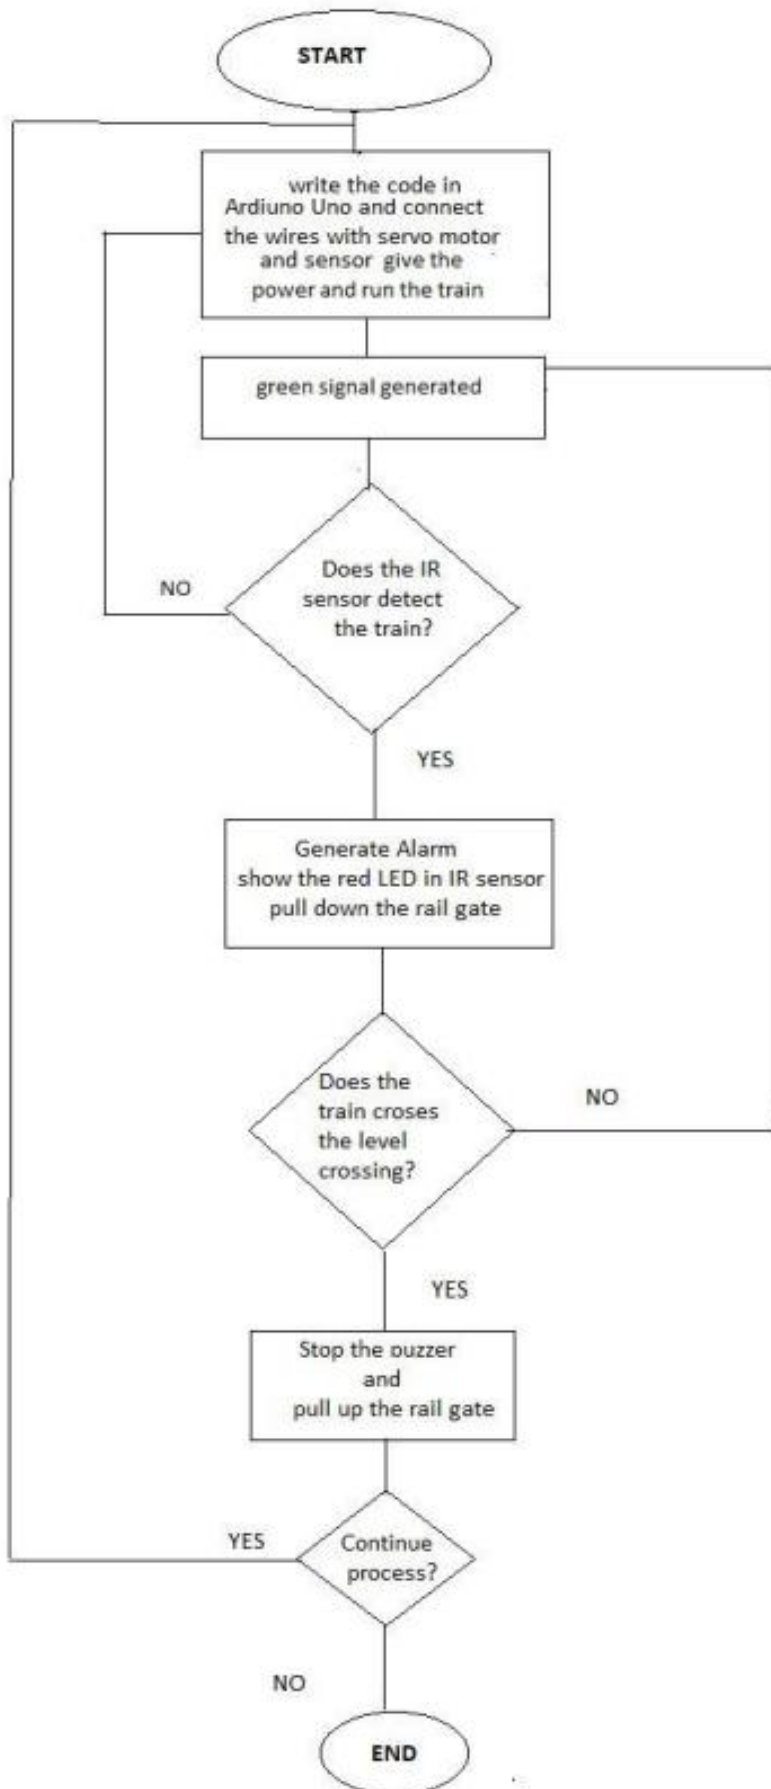 START
write the code in
Ardiuno Uno and connect
the wires with servo motor
and sensor give the
power and run the train
green signal generated
Does the IR
sensor detect
the train?
NO
YES
Generate Alarm
show the red LED in IR sensor
pull down the rail gate
Does the
train croses
the level
crossing?
NO
YES
Stop the puzzer
and
pull up the rail gate
YES
Continue
process?
NO
END